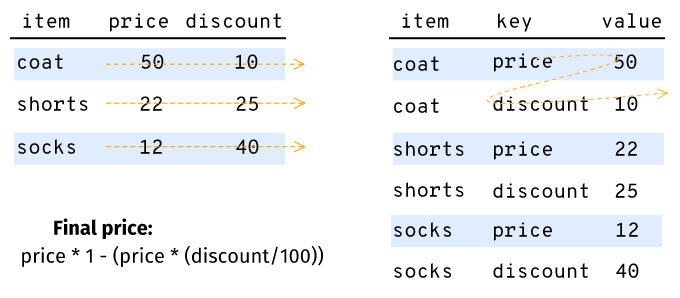 item price discount
coat 50 10
shorts 22 25
socks 12 40
Final price:
price * 1 - (price * (discount/100))
item key value
coat price 50
coat discount 10
shorts price 22
shorts discount 25
socks price 12
socks discount 40